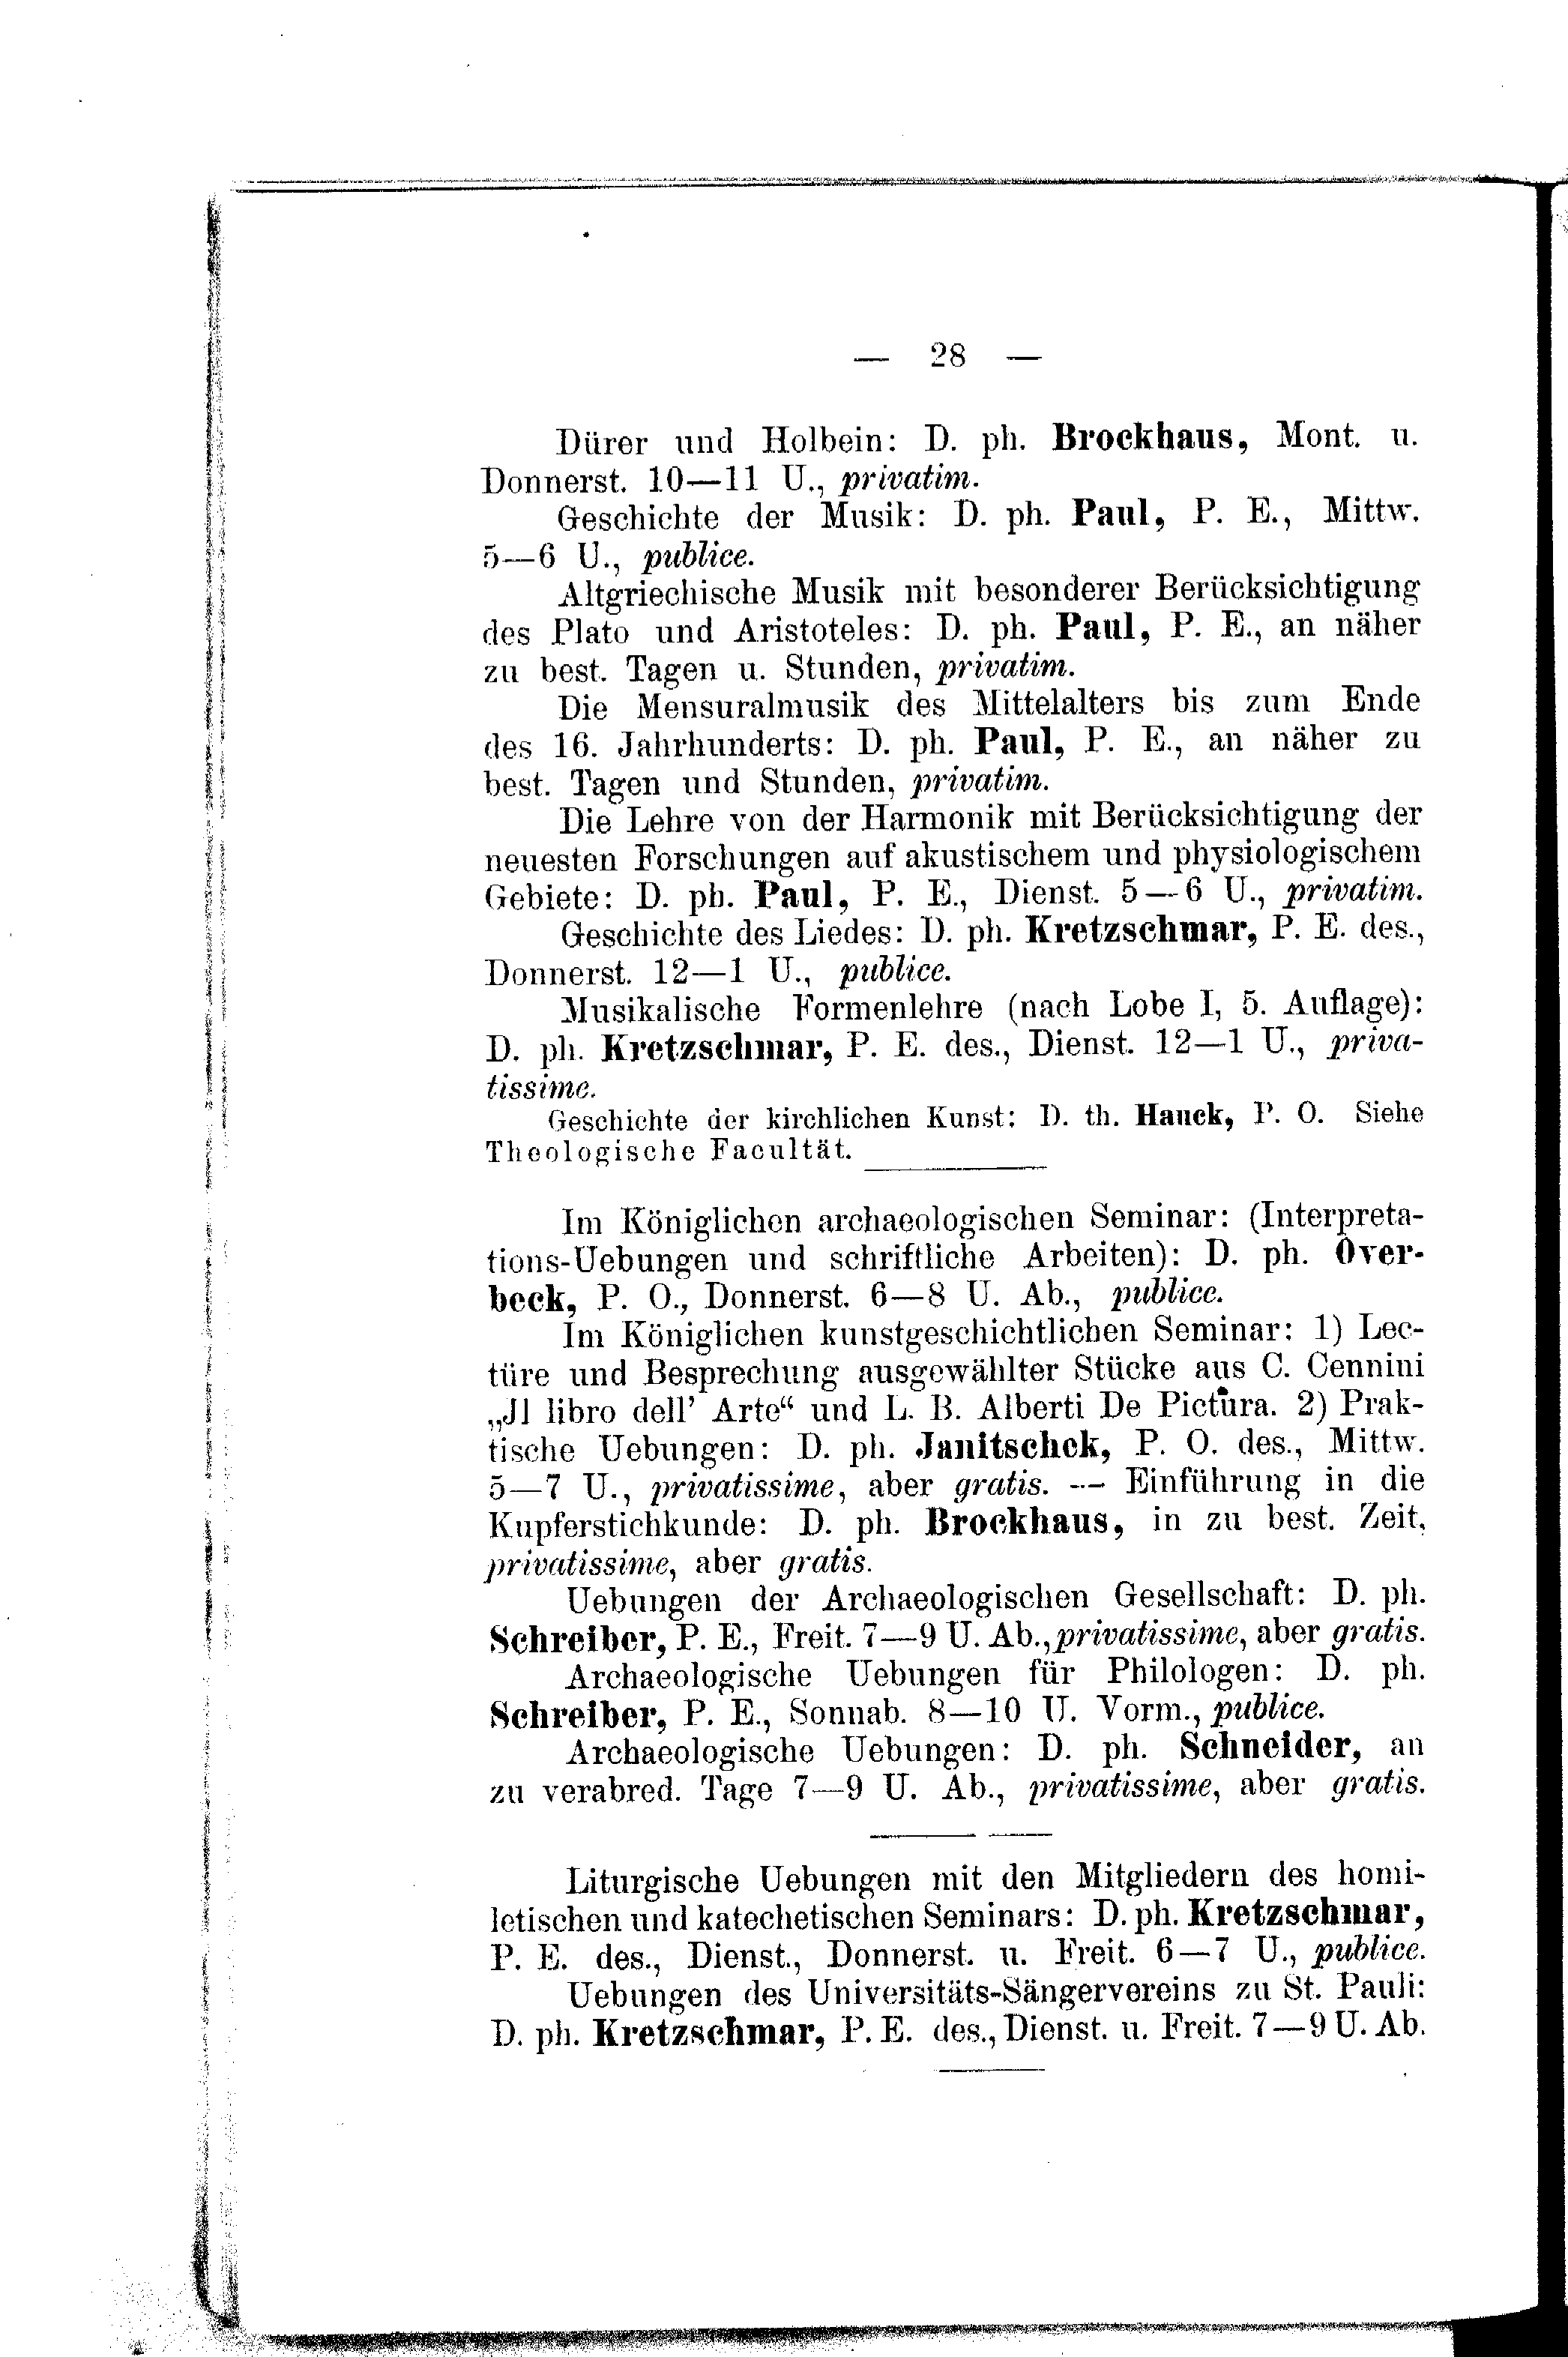 — 28 —
Dürer und Holbein: D. ph. Brockhaus, Mont. u.
Donnerst. 10—11 U., privatim.
Geschichte der Musik: D. ph. Paul, P. E., Mittw.
5—6 U., publice.
Altgriechische Musik mit besonderer Berücksichtigung
des Plato und Aristoteles: D. ph. Paul, P. E., an näher
zu best. Tagen u. Stunden, privatim.
Die Mensuralmusik des Mittelalters bis zum Ende
des 16. Jahrhunderts: D. ph. Paul, P. E., an näher zu
best. Tagen und Stunden, privatim.
Die Lehre von der Harmonik mit Berücksichtigung der
neuesten Forschungen auf akustischem und physiologischem
Gebiete: D. ph. Paul, P. E., Dienst. 5—6 U., privatim.
Geschichte des Liedes: D. ph. Kretzschmar, P. E. des.,
Donnerst. 12—1 U., publice.
Musikalische Formenlehre (nach Lobe I, 5. Auflage):
D. ph. Kretzschmar, P. E. des., Dienst. 12—1 U., priva-
tissime.
Geschichte der kirchlichen Kunst: D. th. Hauck, P. O. Siehe
Theologische Facultät.
Im Königlichen archaeologischen Seminar: (Interpreta-
tions-Uebungen und schriftliche Arbeiten): D. ph. Over-
beck, P. O., Donnerst. 6—8 U. Ab., publice.
Im Königlichen kunstgeschichtlichen Seminar: 1) Lec-
türe und Besprechung ausgewählter Stücke aus C. Cennini
„Jl libro dell' Arte“ und L. B. Alberti De Pictura. 2) Prak-
tische Uebungen: D. ph. Janitschek, P. O. des., Mittw.
5—7 U., privatissime, aber gratis. — Einführung in die
Kupferstichkunde: D. ph. Brockhaus, in zu best. Zeit,
privatissime, aber gratis.
Uebungen der Archaeologischen Gesellschaft: D. ph.
Schreiber, P. E., Freit. 7—9 U. Ab., privatissime, aber gratis.
Archaeologische Uebungen für Philologen: D. ph.
Schreiber, P. E., Sonnab. 8—10 U. Vorm., publice.
Archaeologische Uebungen: D. ph. Schneider, an
zu verabred. Tage 7—9 U. Ab., privatissime, aber gratis.
Liturgische Uebungen mit den Mitgliedern des homi-
letischen und katechetischen Seminars: D. ph. Kretzschmar,
P. E. des., Dienst., Donnerst. u. Freit. 6—7 U., publice.
Uebungen des Universitäts-Sängervereins zu St. Pauli:
D. ph. Kretzschmar, P. E. des., Dienst. u. Freit. 7—9 U. Ab.